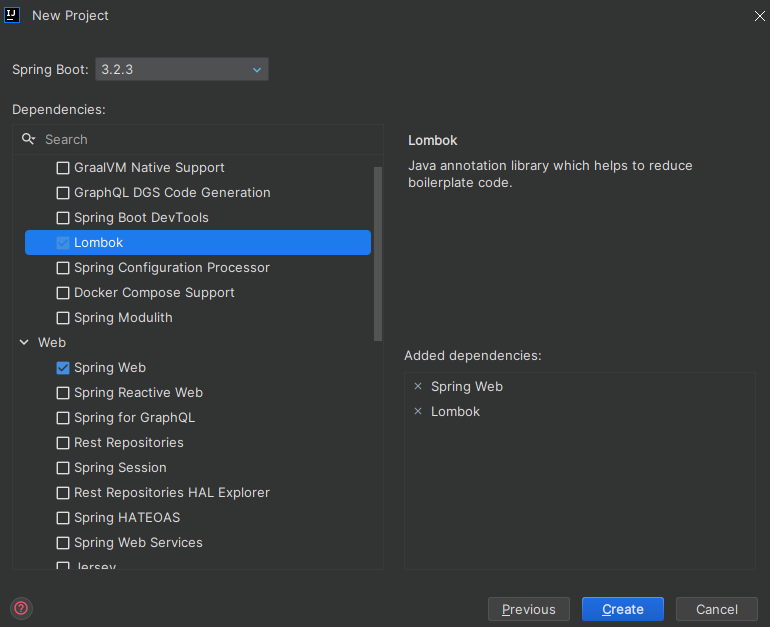 New Project
Spring Boot: 3.2.3
Dependencies:
Search
GraalVM Native Support
GraphQL DGS Code Generation
Spring Boot DevTools
Lombok
Spring Configuration Processor
Docker Compose Support
Spring Modulith
Web
Spring Web
Spring Reactive Web
Spring for GraphQL
Rest Repositories
Spring Session
Rest Repositories HAL Explorer
Spring HATEOAS
Spring Web Services
Jersey
Lombok
Java annotation library which helps to reduce
boilerplate code.
Added dependencies:
Spring Web
Lombok
Previous
Create
Cancel